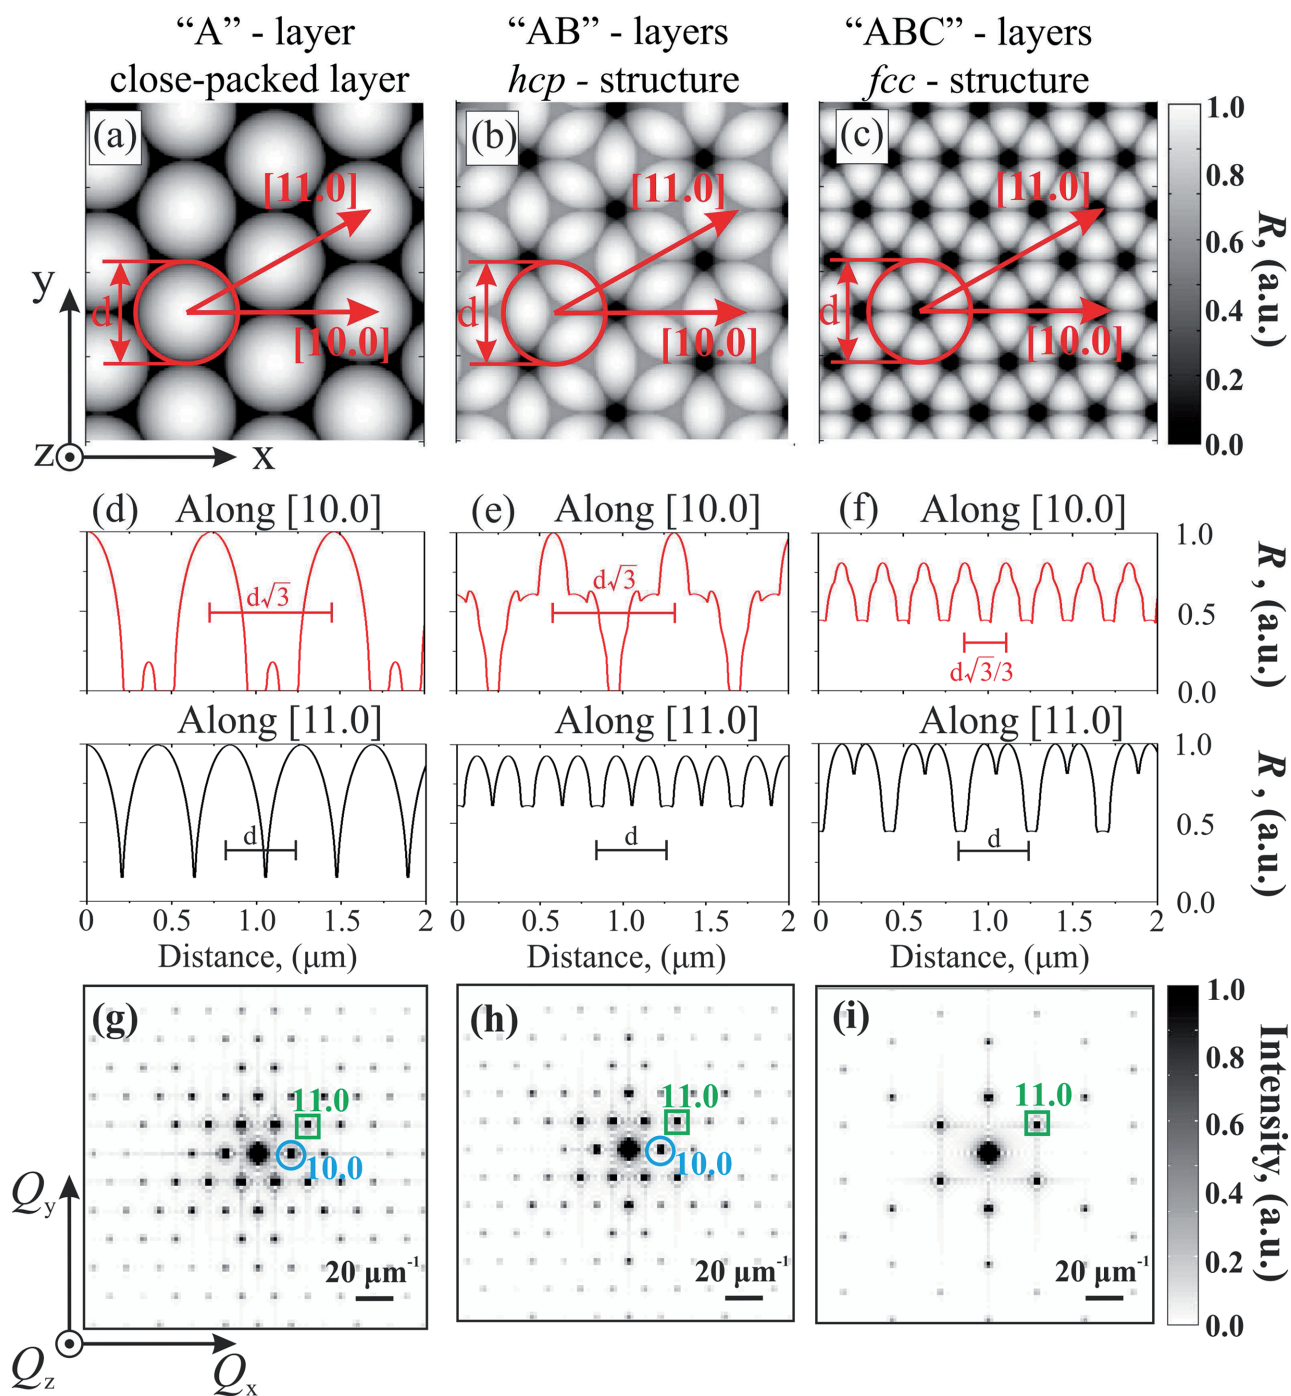 “A” - layer
close-packed layer
“AB” - layers
hcp - structure
“ABC” - layers
fcc - structure
(a)
[11.0]
d
[10.0]
y
z
x
(b)
[11.0]
d
[10.0]
(c)
[11.0]
d
[10.0]
1.0
0.8
0.6
0.4
0.2
0.0
R, (a.u.)
(d) Along [10.0]
d√3
(e) Along [10.0]
d√3
(f) Along [10.0]
d√3/3
1.0
0.5
0.0
R, (a.u.)
Along [11.0]
d
0 0.5 1.0 1.5 2
Distance, (μm)
Along [11.0]
d
0 0.5 1.0 1.5 2
Distance, (μm)
Along [11.0]
d
0 0.5 1.0 1.5 2
Distance, (μm)
1.0
0.5
0.0
R, (a.u.)
(g)
11.0
10.0
20 μm-1
Qy
Qz
Qx
(h)
11.0
10.0
20 μm-1
(i)
11.0
20 μm-1
1.0
0.8
0.6
0.4
0.2
0.0
Intensity, (a.u.)